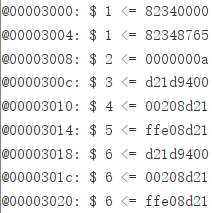 @00003000: $ 1 <= 82340000
@00003004: $ 1 <= 82348765
@00003008: $ 2 <= 0000000a
@0000300c: $ 3 <= d21d9400
@00003010: $ 4 <= 00208d21
@00003014: $ 5 <= ffe08d21
@00003018: $ 6 <= d21d9400
@0000301c: $ 6 <= 00208d21
@00003020: $ 6 <= ffe08d21